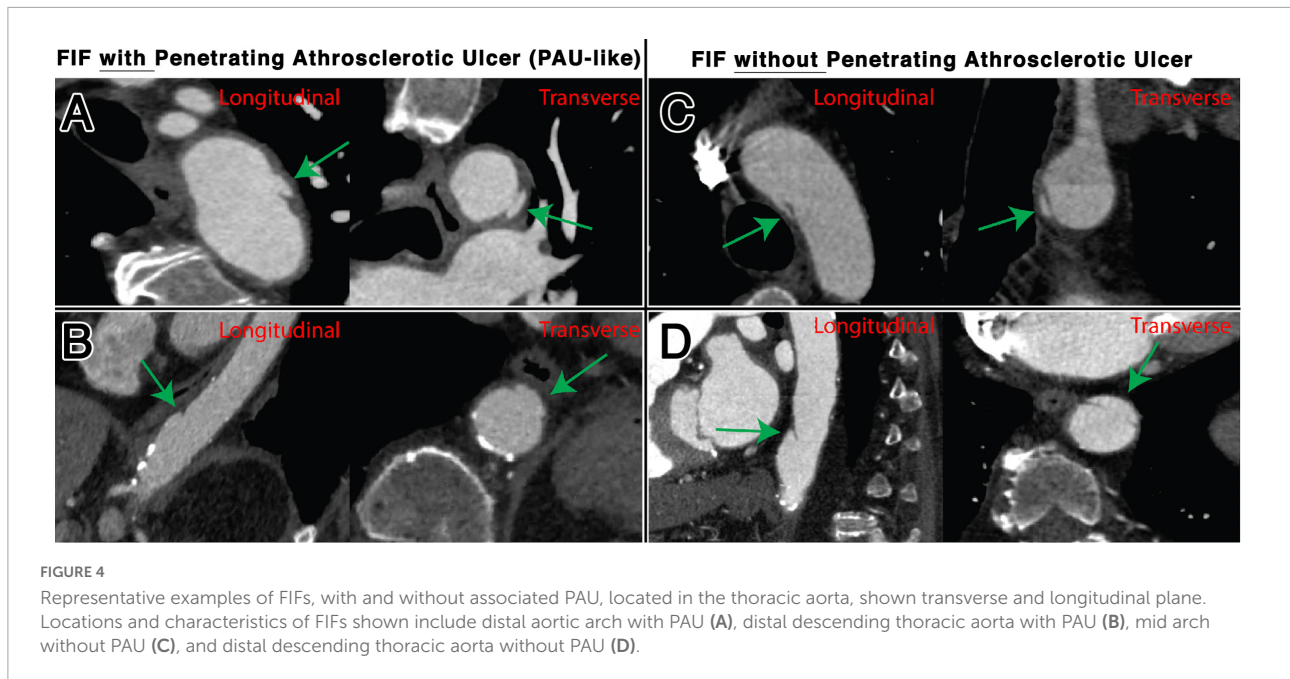 FIF with Penetrating Athrosclerotic Ulcer (PAU-like)
FIF without Penetrating Athrosclerotic Ulcer
A
Longitudinal
Transverse
C
Longitudinal
Transverse
B
Longitudinal
Transverse
D
Longitudinal
Transverse
FIGURE 4
Representative examples of FIFs, with and without associated PAU, located in the thoracic aorta, shown transverse and longitudinal plane.
Locations and characteristics of FIFs shown include distal aortic arch with PAU (A), distal descending thoracic aorta with PAU (B), mid arch
without PAU (C), and distal descending thoracic aorta without PAU (D).